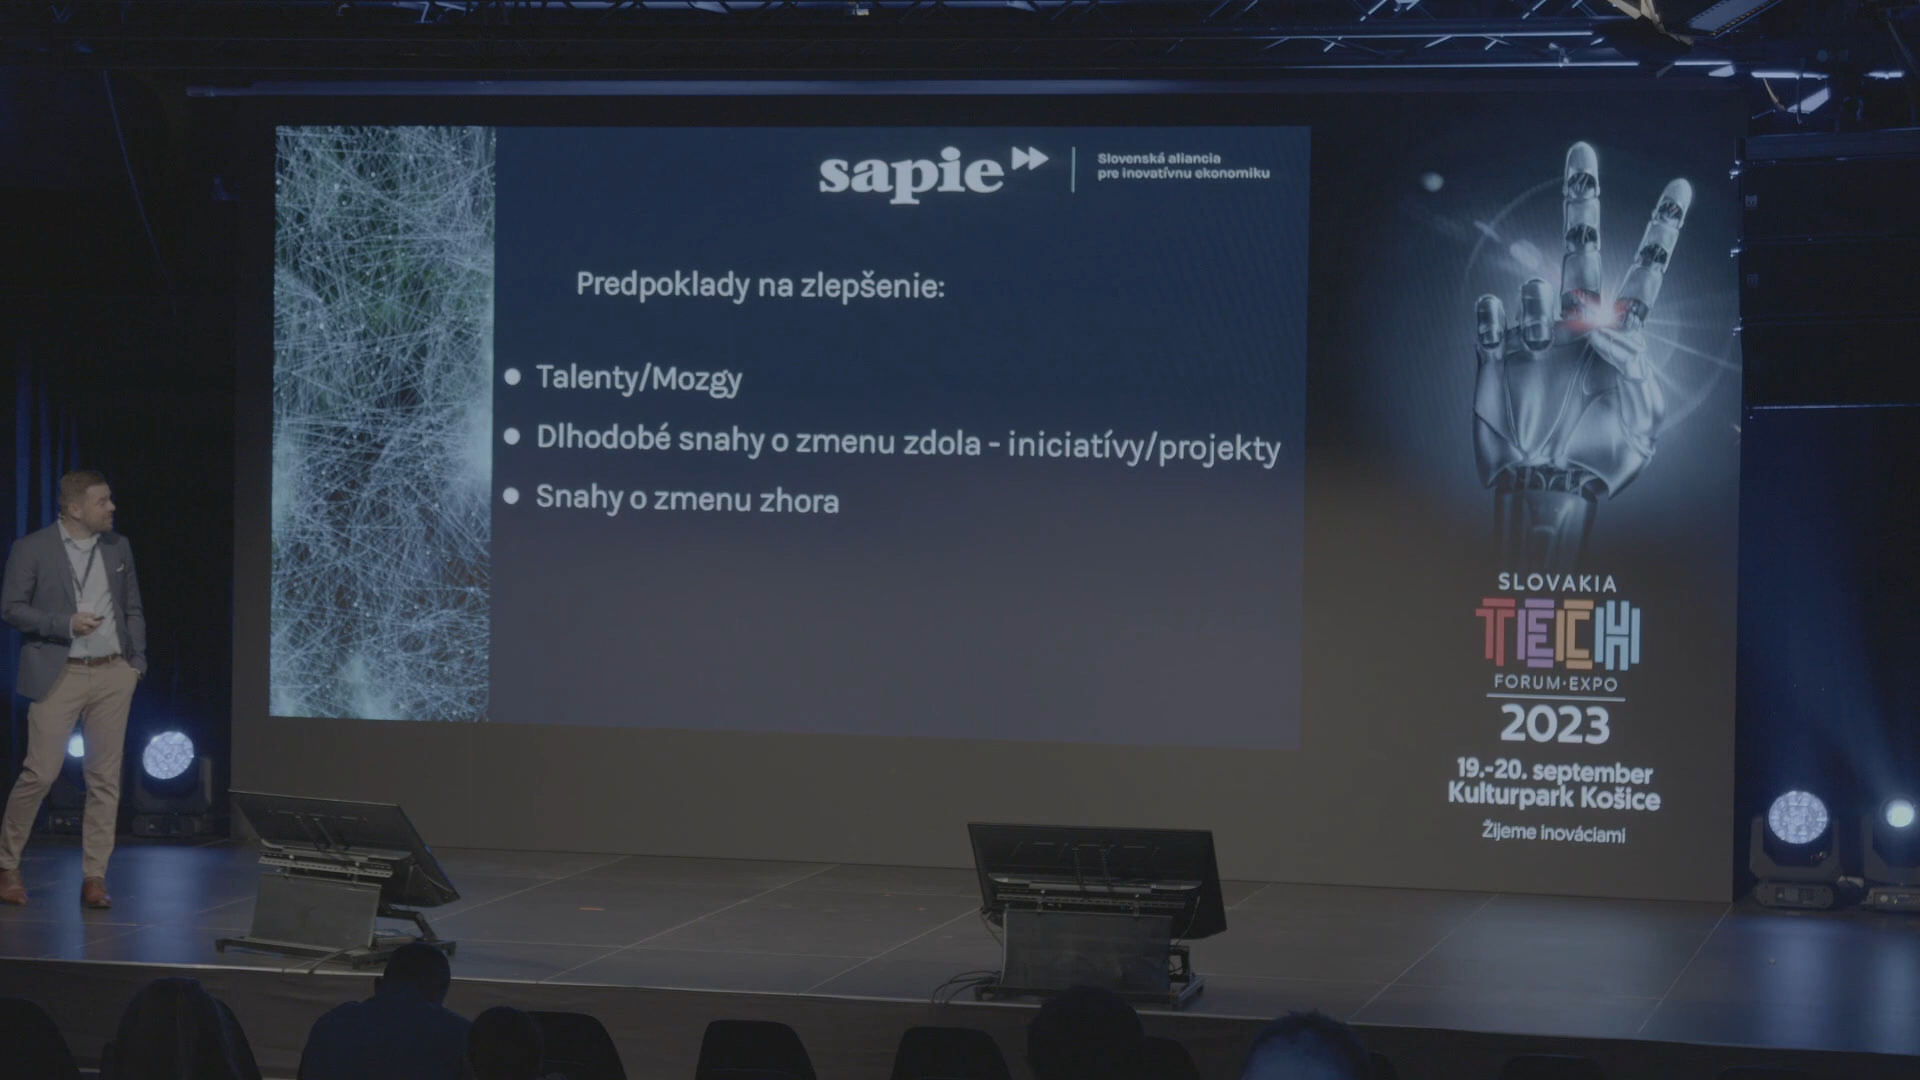 sapie
Slovenská aliancia
pre inovatívnu ekonomiku
Predpoklady na zlepšenie:
Talenty/Mozgy
Dlhodobé snahy o zmenu zdola - iniciatívy/projekty
Snahy o zmenu zhora
SLOVAKIA
TECH
FORUM·EXPO
2023
19.-20. september
Kulturpark Košice
Žijeme inováciami